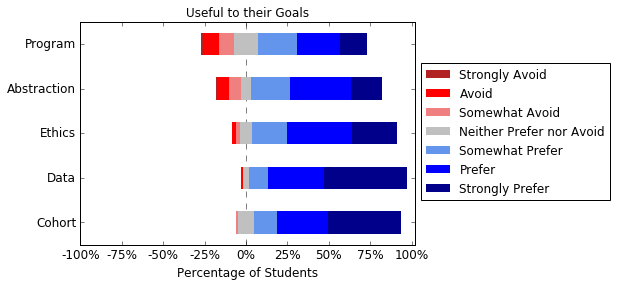 Useful to their Goals
Program
Abstraction
Ethics
Data
Cohort
-100% -75% -50% -25% 0% 25% 50% 75% 100%
Percentage of Students
Strongly Avoid
Avoid
Somewhat Avoid
Neither Prefer nor Avoid
Somewhat Prefer
Prefer
Strongly Prefer